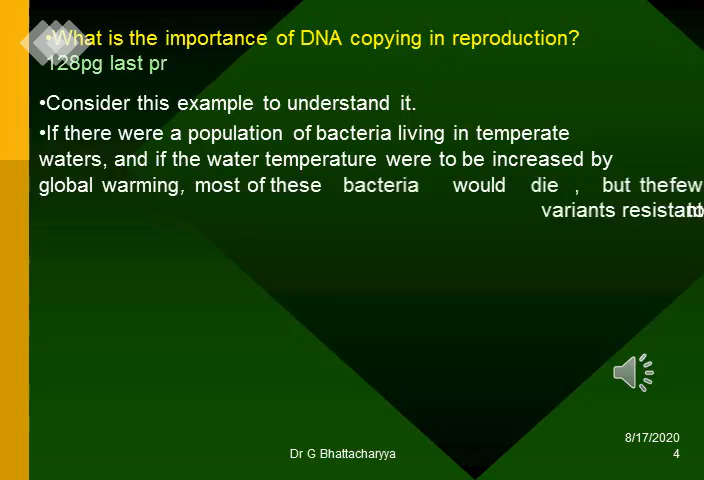 •What is the importance of DNA copying in reproduction?
128pg last pr
•Consider this example to understand it.
•If there were a population of bacteria living in temperate
waters, and if the water temperature were to be increased by
global warming, most of these bacteria would die , but the few
variants resistant to
8/17/2020
Dr G Bhattacharyya 4